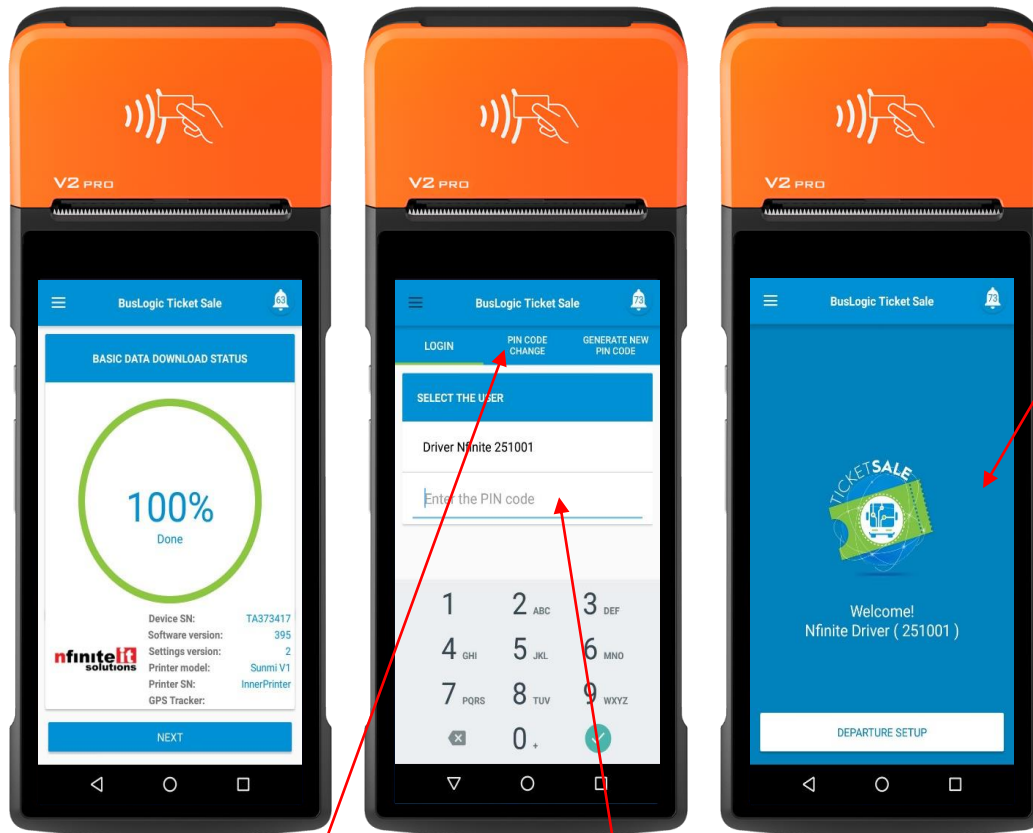 V2 PRO
BusLogic Ticket Sale
63
BASIC DATA DOWNLOAD STATUS
100%
Done
Device SN: TA373417
Software version: 395
Settings version: 2
Printer model: Sunmi V1
Printer SN: InnerPrinter
GPS Tracker:
nfinite it
solutions
NEXT
V2 PRO
BusLogic Ticket Sale
73
LOGIN
PIN CODE
CHANGE
GENERATE NEW
PIN CODE
SELECT THE USER
Driver Nfinite 251001
Enter the PIN code
1 2 ABC 3 DEF
4 GHI 5 JKL 6 MNO
7 PQRS 8 TUV 9 WXYZ
0 +
V2 PRO
BusLogic Ticket Sale
73
TICKETSALE
Welcome!
Nfinite Driver ( 251001 )
DEPARTURE SETUP